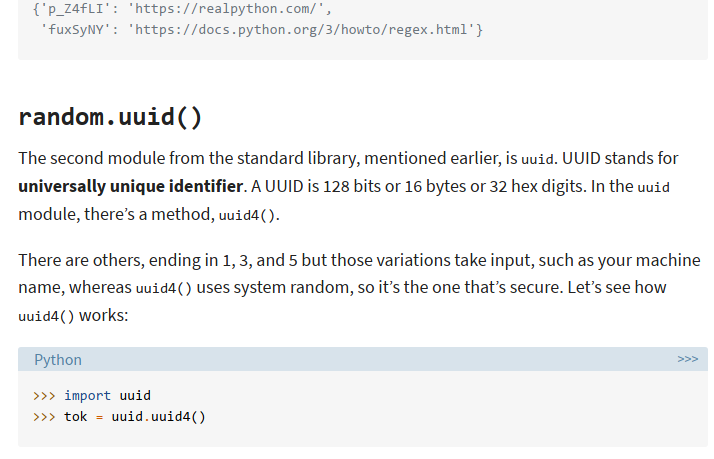 {'p_Z4fLI': 'https://realpython.com/',
 'fuxSyNY': 'https://docs.python.org/3/howto/regex.html'}
random.uuid()
The second module from the standard library, mentioned earlier, is uuid. UUID stands for
universally unique identifier. A UUID is 128 bits or 16 bytes or 32 hex digits. In the uuid
module, there’s a method, uuid4().
There are others, ending in 1, 3, and 5 but those variations take input, such as your machine
name, whereas uuid4() uses system random, so it’s the one that’s secure. Let’s see how
uuid4() works:
Python >>>
>>> import uuid
>>> tok = uuid.uuid4()